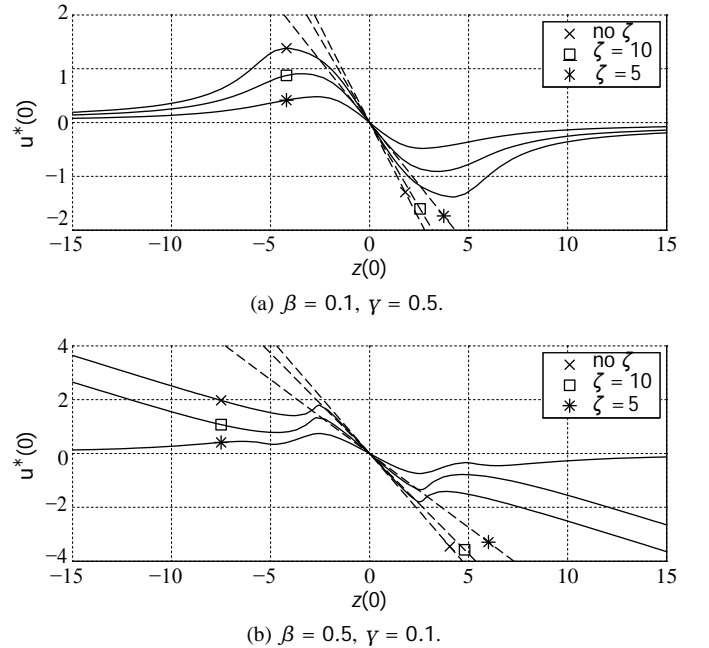 2
1
0
−1
−2
u*(0)
no ζ
ζ = 10
ζ = 5
−15 −10 −5 0 5 10 15
z(0)
(a) β = 0.1, γ = 0.5.
4
2
0
−2
−4
u*(0)
no ζ
ζ = 10
ζ = 5
−15 −10 −5 0 5 10 15
z(0)
(b) β = 0.5, γ = 0.1.